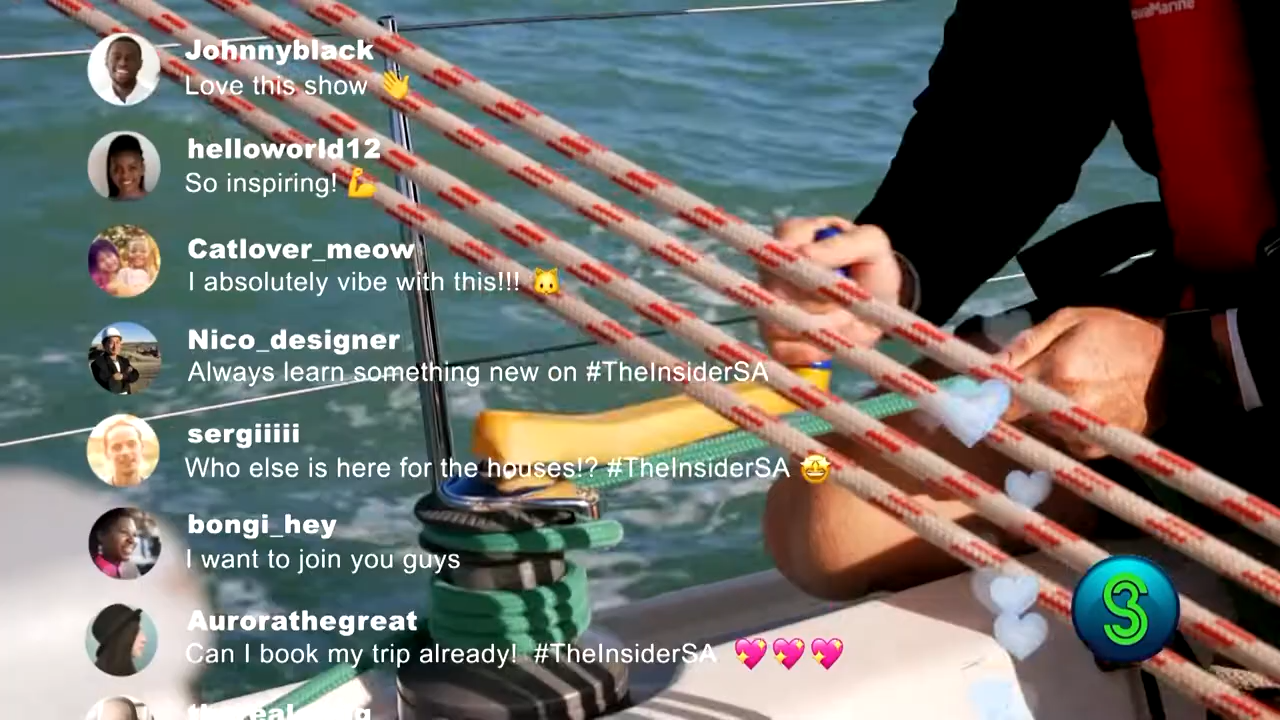 Johnnyblack
Love this show 👋
helloworld12
So inspiring! 💪
Catlover_meow
I absolutely vibe with this!!! 🐱
Nico_designer
Always learn something new on #TheInsiderSA
sergiiiii
Who else is here for the houses!? #TheInsiderSA 🤩
bongi_hey
I want to join you guys
Aurorathegreat
Can I book my trip already! #TheInsiderSA 💖💖💖
3